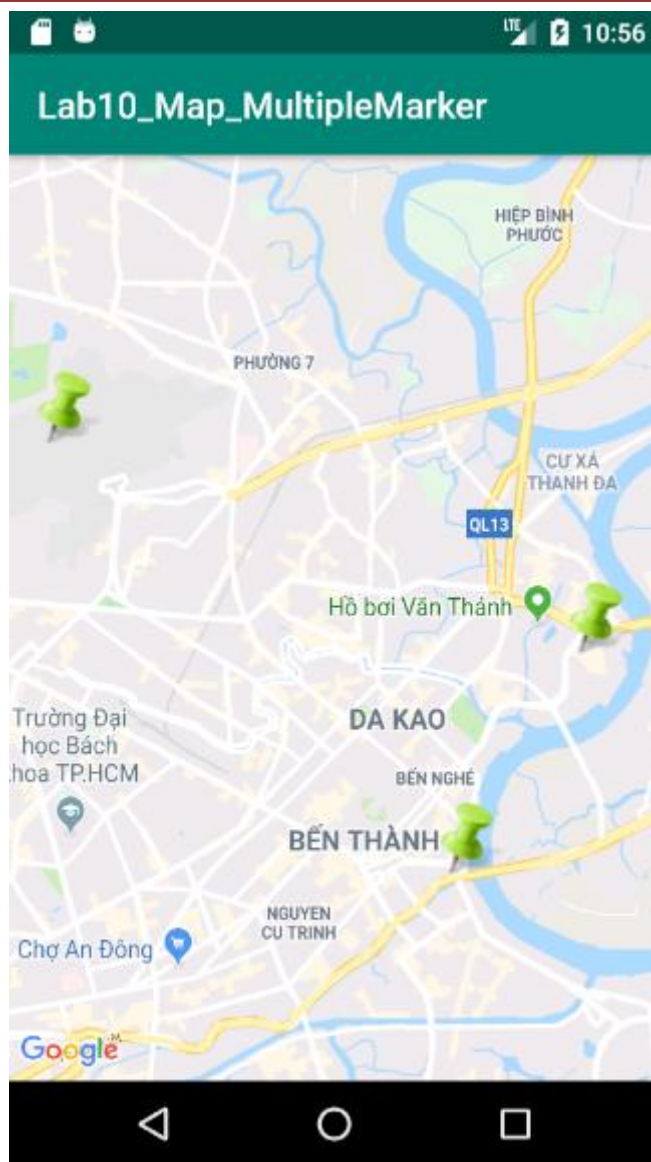 LTE 10:56
Lab10_Map_MultipleMarker
HIỆP BÌNH
PHƯỚC
PHƯỜNG 7
CƯ XÁ
THANH ĐA
QL13
Hồ bơi Văn Thánh
Trường Đại
học Bách
hoa TP.HCM
DA KAO
BẾN NGHÉ
BẾN THÀNH
NGUYEN
CU TRINH
Chợ An Đông
Google